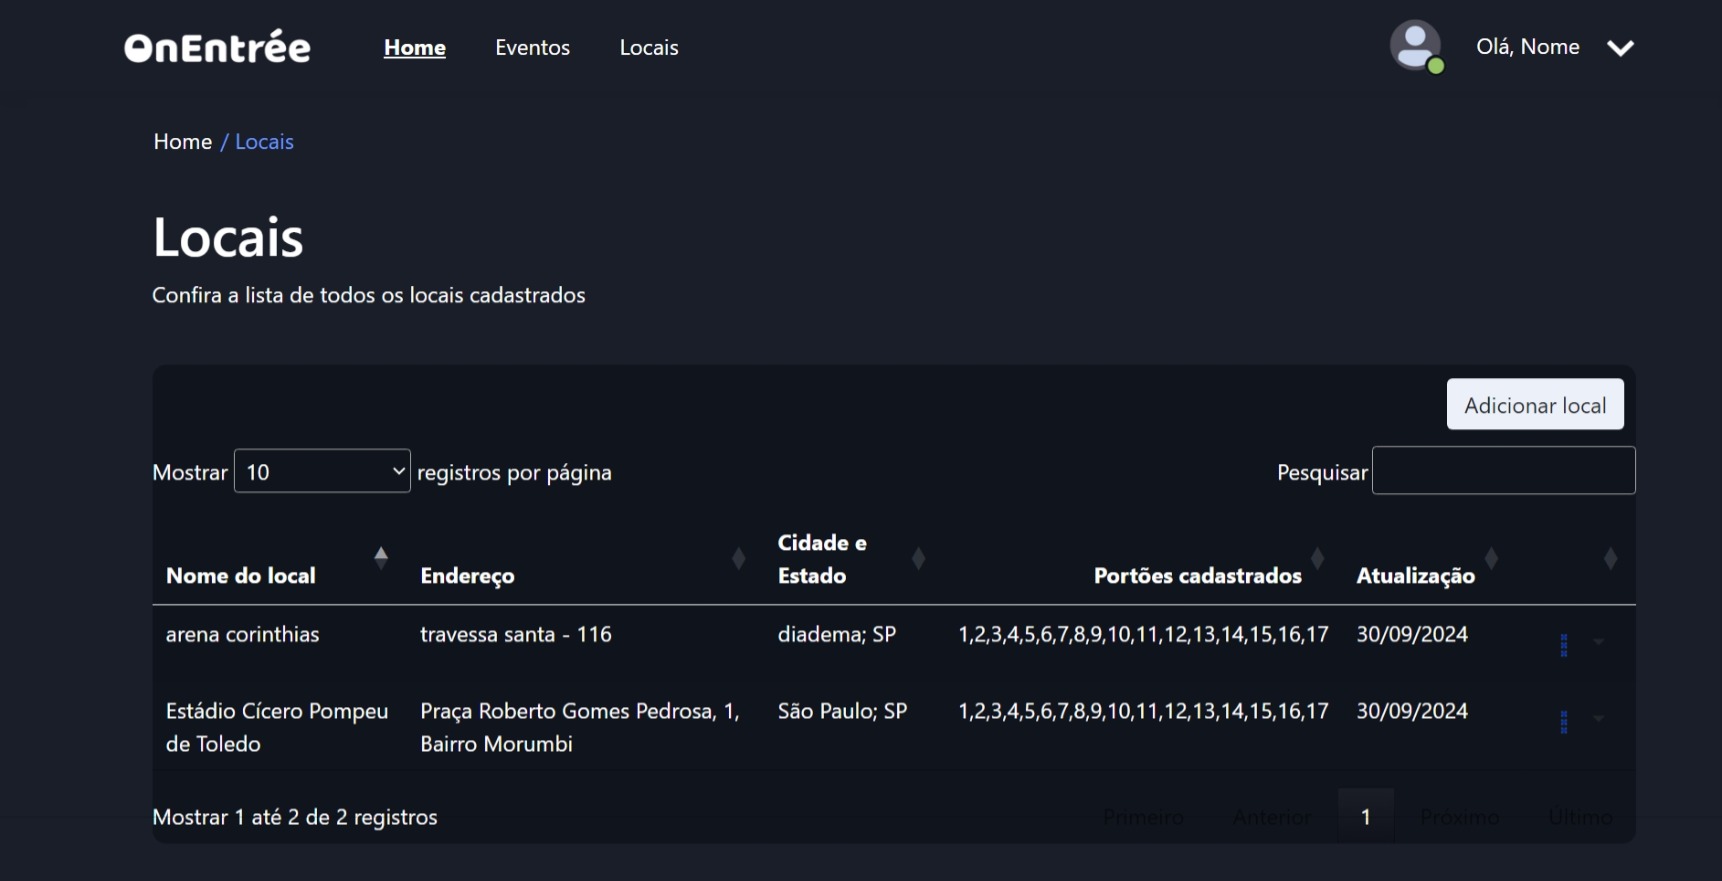 OnEntrée Home Eventos Locais Olá, Nome
Home / Locais
Locais
Confira a lista de todos os locais cadastrados
Adicionar local
Mostrar 10 registros por página Pesquisar
Nome do local Endereço Cidade e Estado Portões cadastrados Atualização
arena corinthias travessa santa - 116 diadema; SP 1,2,3,4,5,6,7,8,9,10,11,12,13,14,15,16,17 30/09/2024
Estádio Cícero Pompeu de Toledo Praça Roberto Gomes Pedrosa, 1, Bairro Morumbi São Paulo; SP 1,2,3,4,5,6,7,8,9,10,11,12,13,14,15,16,17 30/09/2024
Mostrar 1 até 2 de 2 registros Primeiro Anterior 1 Próximo Último